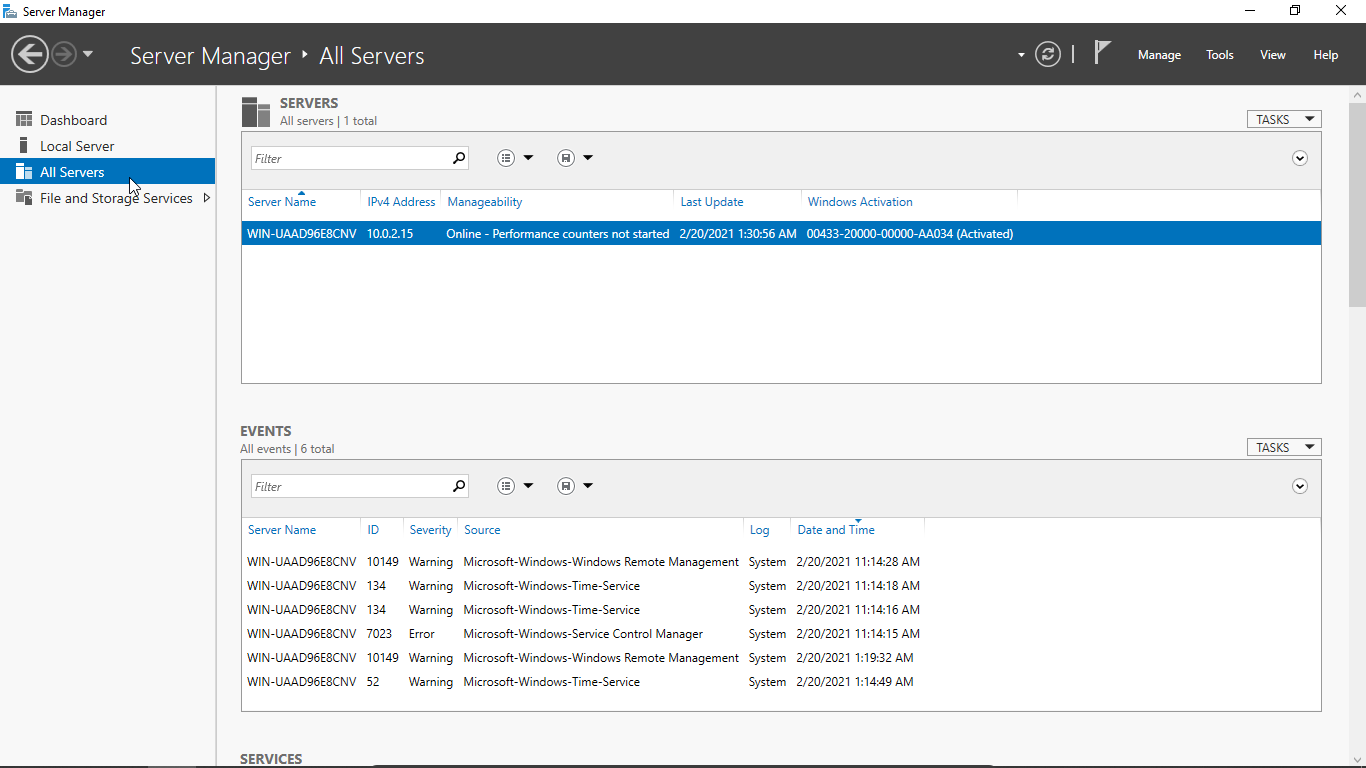 Server Manager
Server Manager ‣ All Servers
Manage Tools View Help
Dashboard
Local Server
All Servers
File and Storage Services
SERVERS
All servers | 1 total
TASKS
Filter
Server Name IPv4 Address Manageability Last Update Windows Activation
WIN-UAAD96E8CNV 10.0.2.15 Online - Performance counters not started 2/20/2021 1:30:56 AM 00433-20000-00000-AA034 (Activated)
EVENTS
All events | 6 total
TASKS
Filter
Server Name ID Severity Source Log Date and Time
WIN-UAAD96E8CNV 10149 Warning Microsoft-Windows-Windows Remote Management System 2/20/2021 11:14:28 AM
WIN-UAAD96E8CNV 134 Warning Microsoft-Windows-Time-Service System 2/20/2021 11:14:18 AM
WIN-UAAD96E8CNV 134 Warning Microsoft-Windows-Time-Service System 2/20/2021 11:14:16 AM
WIN-UAAD96E8CNV 7023 Error Microsoft-Windows-Service Control Manager System 2/20/2021 11:14:15 AM
WIN-UAAD96E8CNV 10149 Warning Microsoft-Windows-Windows Remote Management System 2/20/2021 1:19:32 AM
WIN-UAAD96E8CNV 52 Warning Microsoft-Windows-Time-Service System 2/20/2021 1:14:49 AM
SERVICES